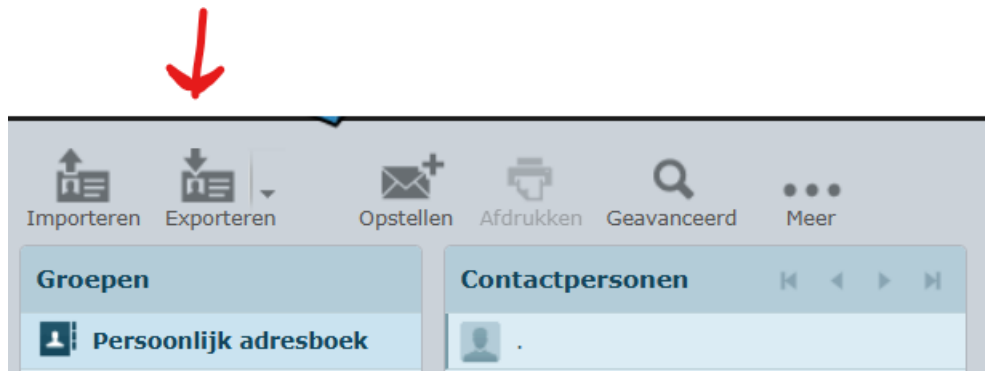 Importeren Exporteren Opstellen Afdrukken Geavanceerd Meer
Groepen Contactpersonen
Persoonlijk adresboek .